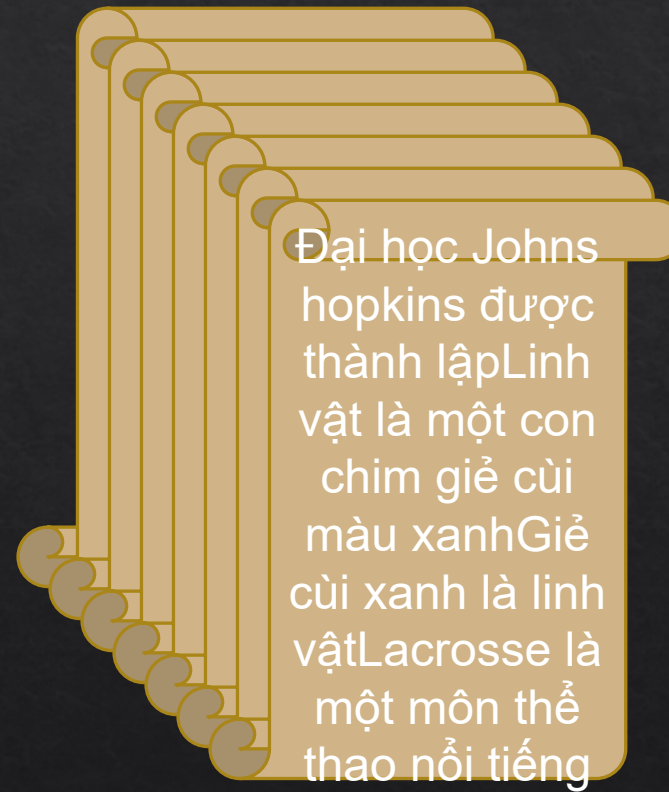 Đại học Johns
hopkins được
thành lậpLinh
vật là một con
chim giẻ cùi
màu xanhGiẻ
cùi xanh là linh
vậtLacrosse là
một môn thể
thao nổi tiếng